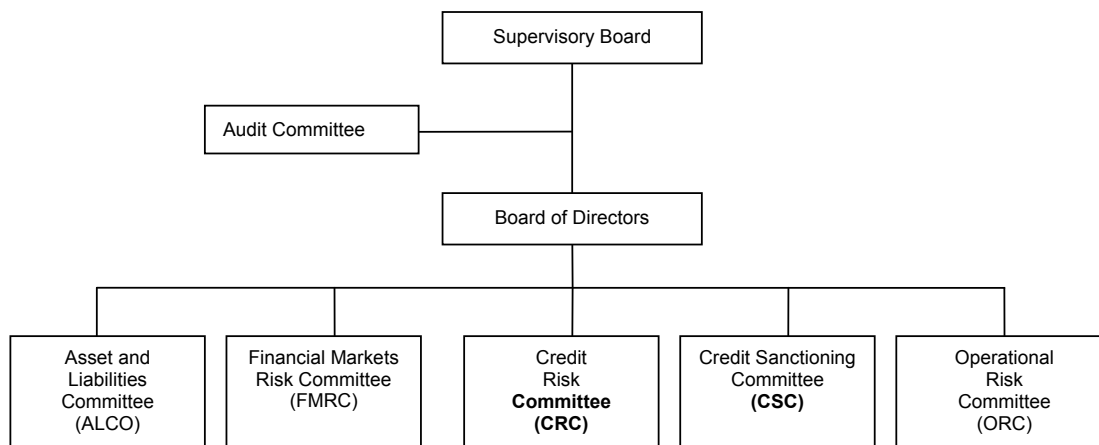 Supervisory Board
Audit Committee
Board of Directors
Asset and
Liabilities
Committee
(ALCO)
Financial Markets
Risk Committee
(FMRC)
Credit
Risk
Committee
(CRC)
Credit Sanctioning
Committee
(CSC)
Operational
Risk
Committee
(ORC)